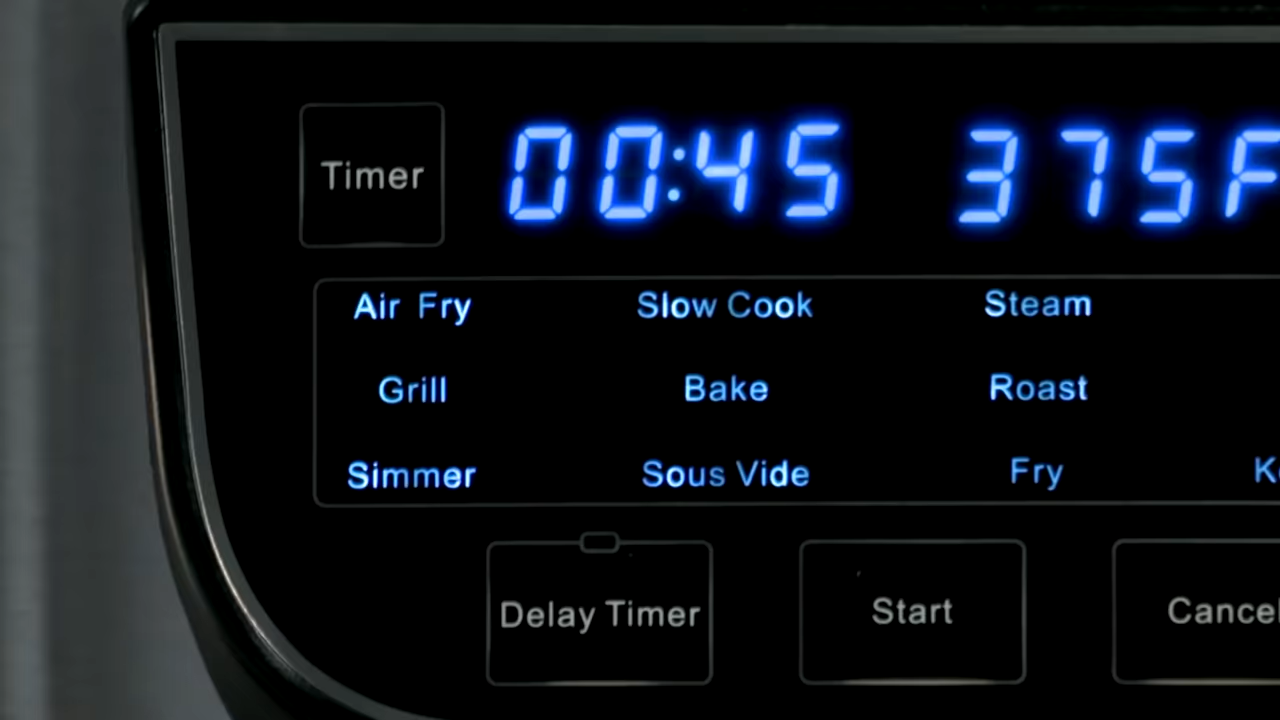 Timer 00:45 375F
Air Fry Slow Cook Steam
Grill Bake Roast
Simmer Sous Vide Fry
Delay Timer Start Cancel